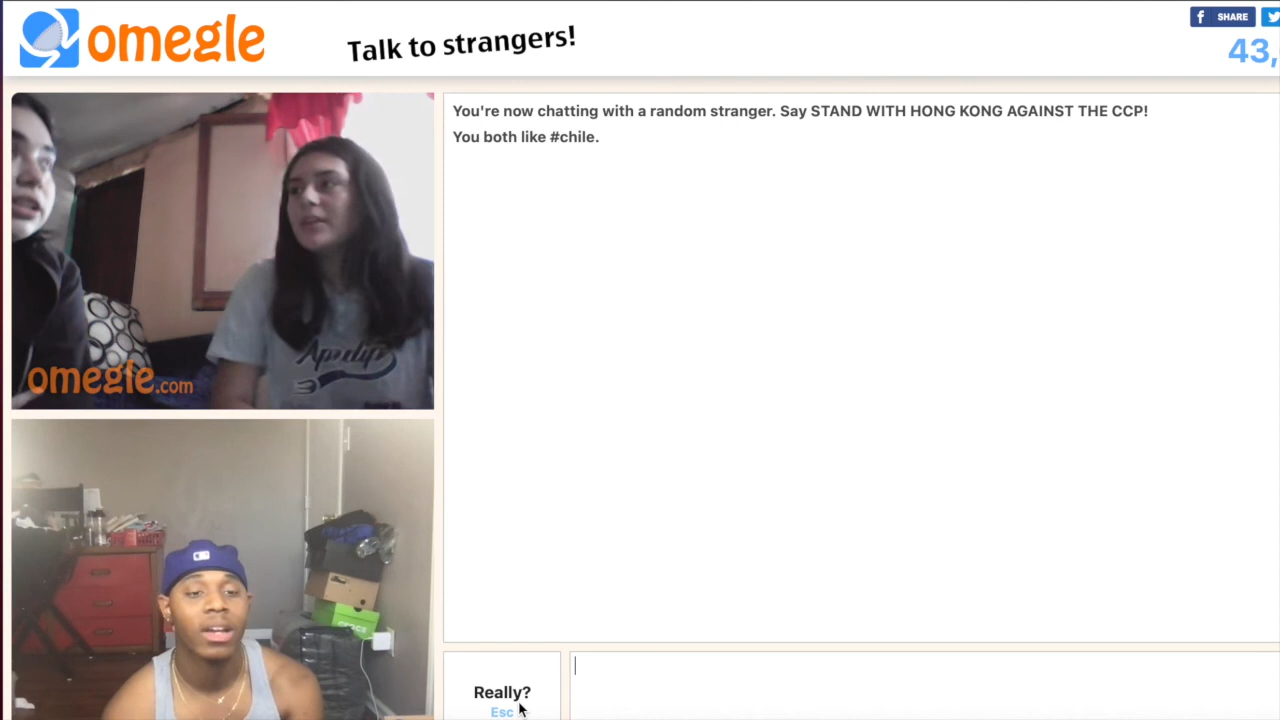 omegle
Talk to strangers!
SHARE
43,
You're now chatting with a random stranger. Say STAND WITH HONG KONG AGAINST THE CCP!
You both like #chile.
omegle.com
crocs
Really?
Esc